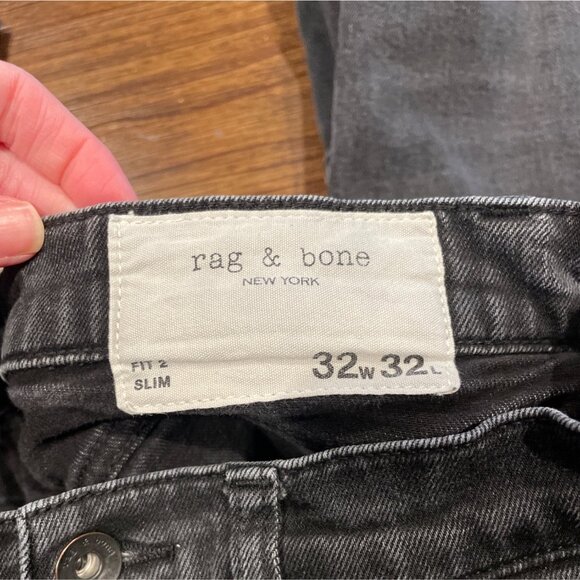 rag & bone
NEW YORK
FIT 2
SLIM
32W 32L